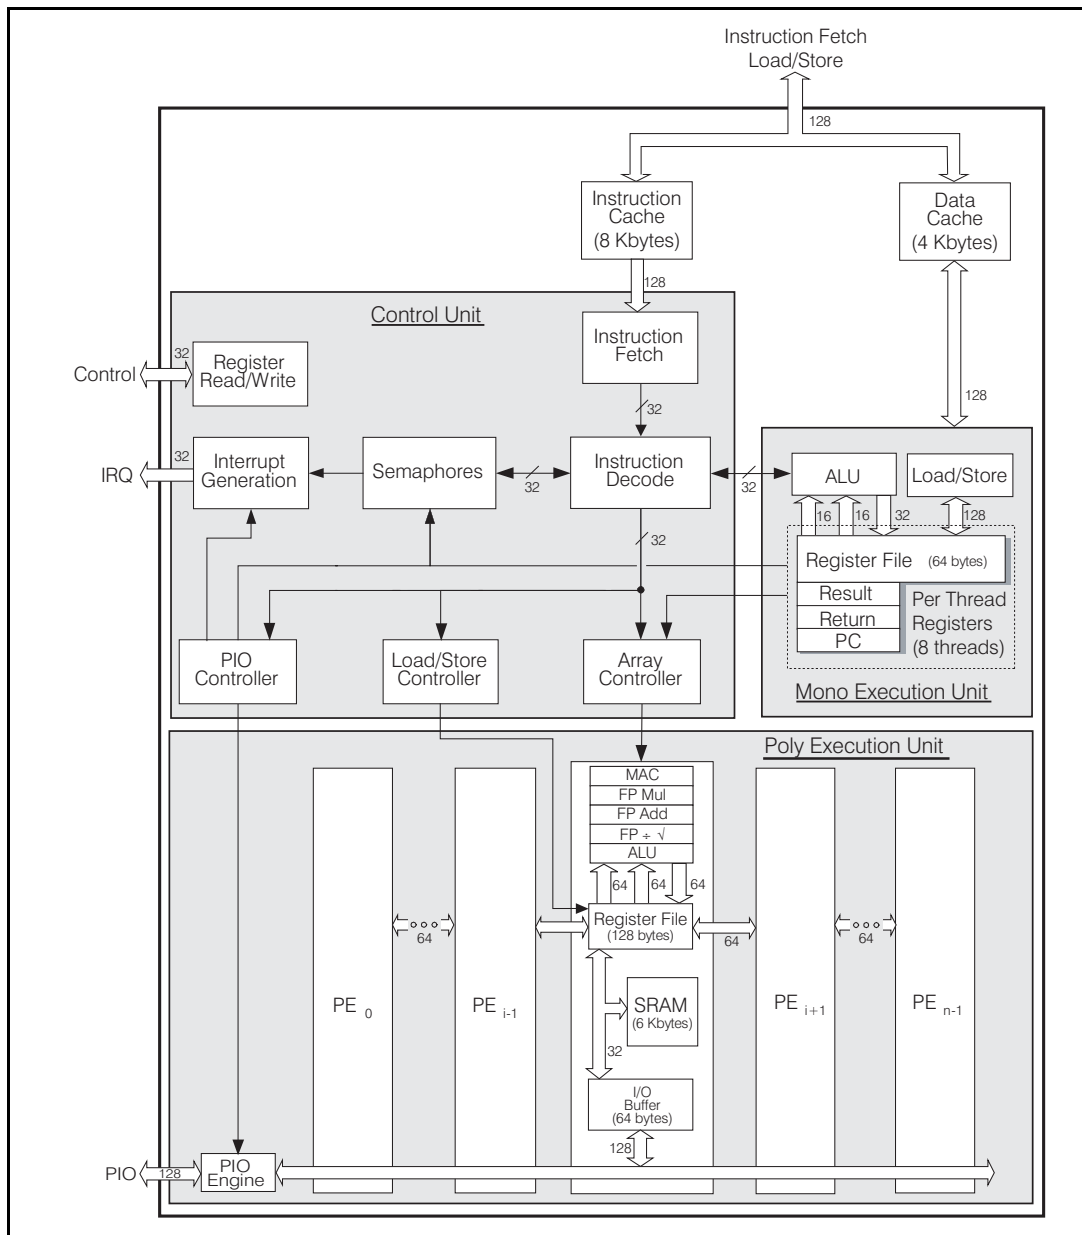 Instruction Fetch
Load/Store
128
Instruction
Cache
(8 Kbytes)
Data
Cache
(4 Kbytes)
128
Control Unit
Instruction
Fetch
32
Control
Register
Read/Write
32
128
32
IRQ
Interrupt
Generation
Semaphores
32
Instruction
Decode
32
ALU
Load/Store
16
16
32
128
32
Register File (64 bytes)
Result
Return
PC
Per Thread
Registers
(8 threads)
Mono Execution Unit
PIO
Controller
Load/Store
Controller
Array
Controller
Poly Execution Unit
MAC
FP Mul
FP Add
FP ÷ √
ALU
64
64
64
Register File
(128 bytes)
64
64
64
PE 0
PE i-1
SRAM
(6 Kbytes)
PE i+1
PE n-1
32
I/O
Buffer
(64 bytes)
128
PIO
128
PIO
Engine